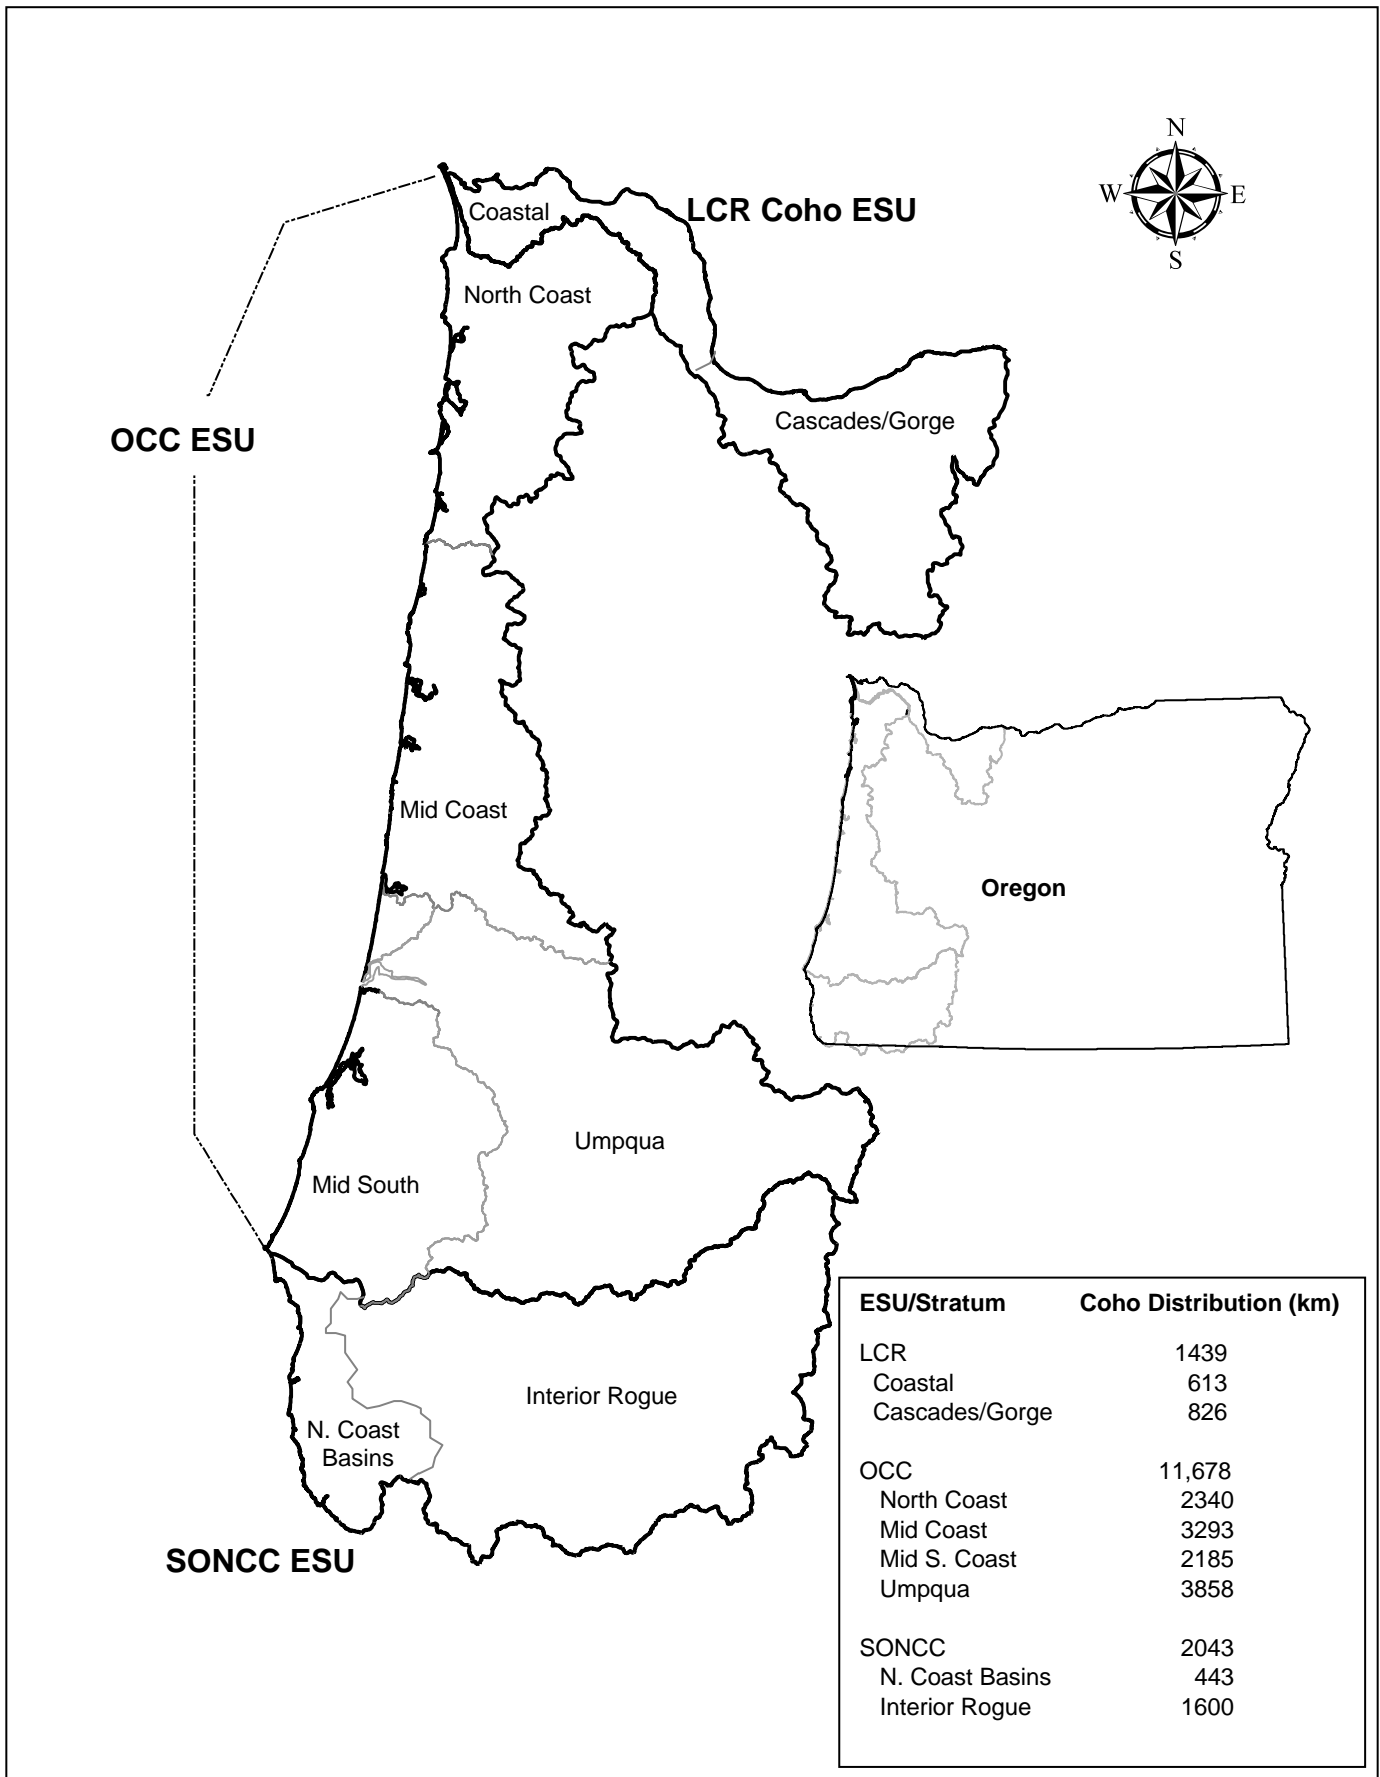 N
W E
S
Coastal
LCR Coho ESU
North Coast
Cascades/Gorge
OCC ESU
Mid Coast
Oregon
Umpqua
Mid South
Interior Rogue
N. Coast
Basins
SONCC ESU
ESU/Stratum Coho Distribution (km)
LCR 1439
Coastal 613
Cascades/Gorge 826
OCC 11,678
North Coast 2340
Mid Coast 3293
Mid S. Coast 2185
Umpqua 3858
SONCC 2043
N. Coast Basins 443
Interior Rogue 1600